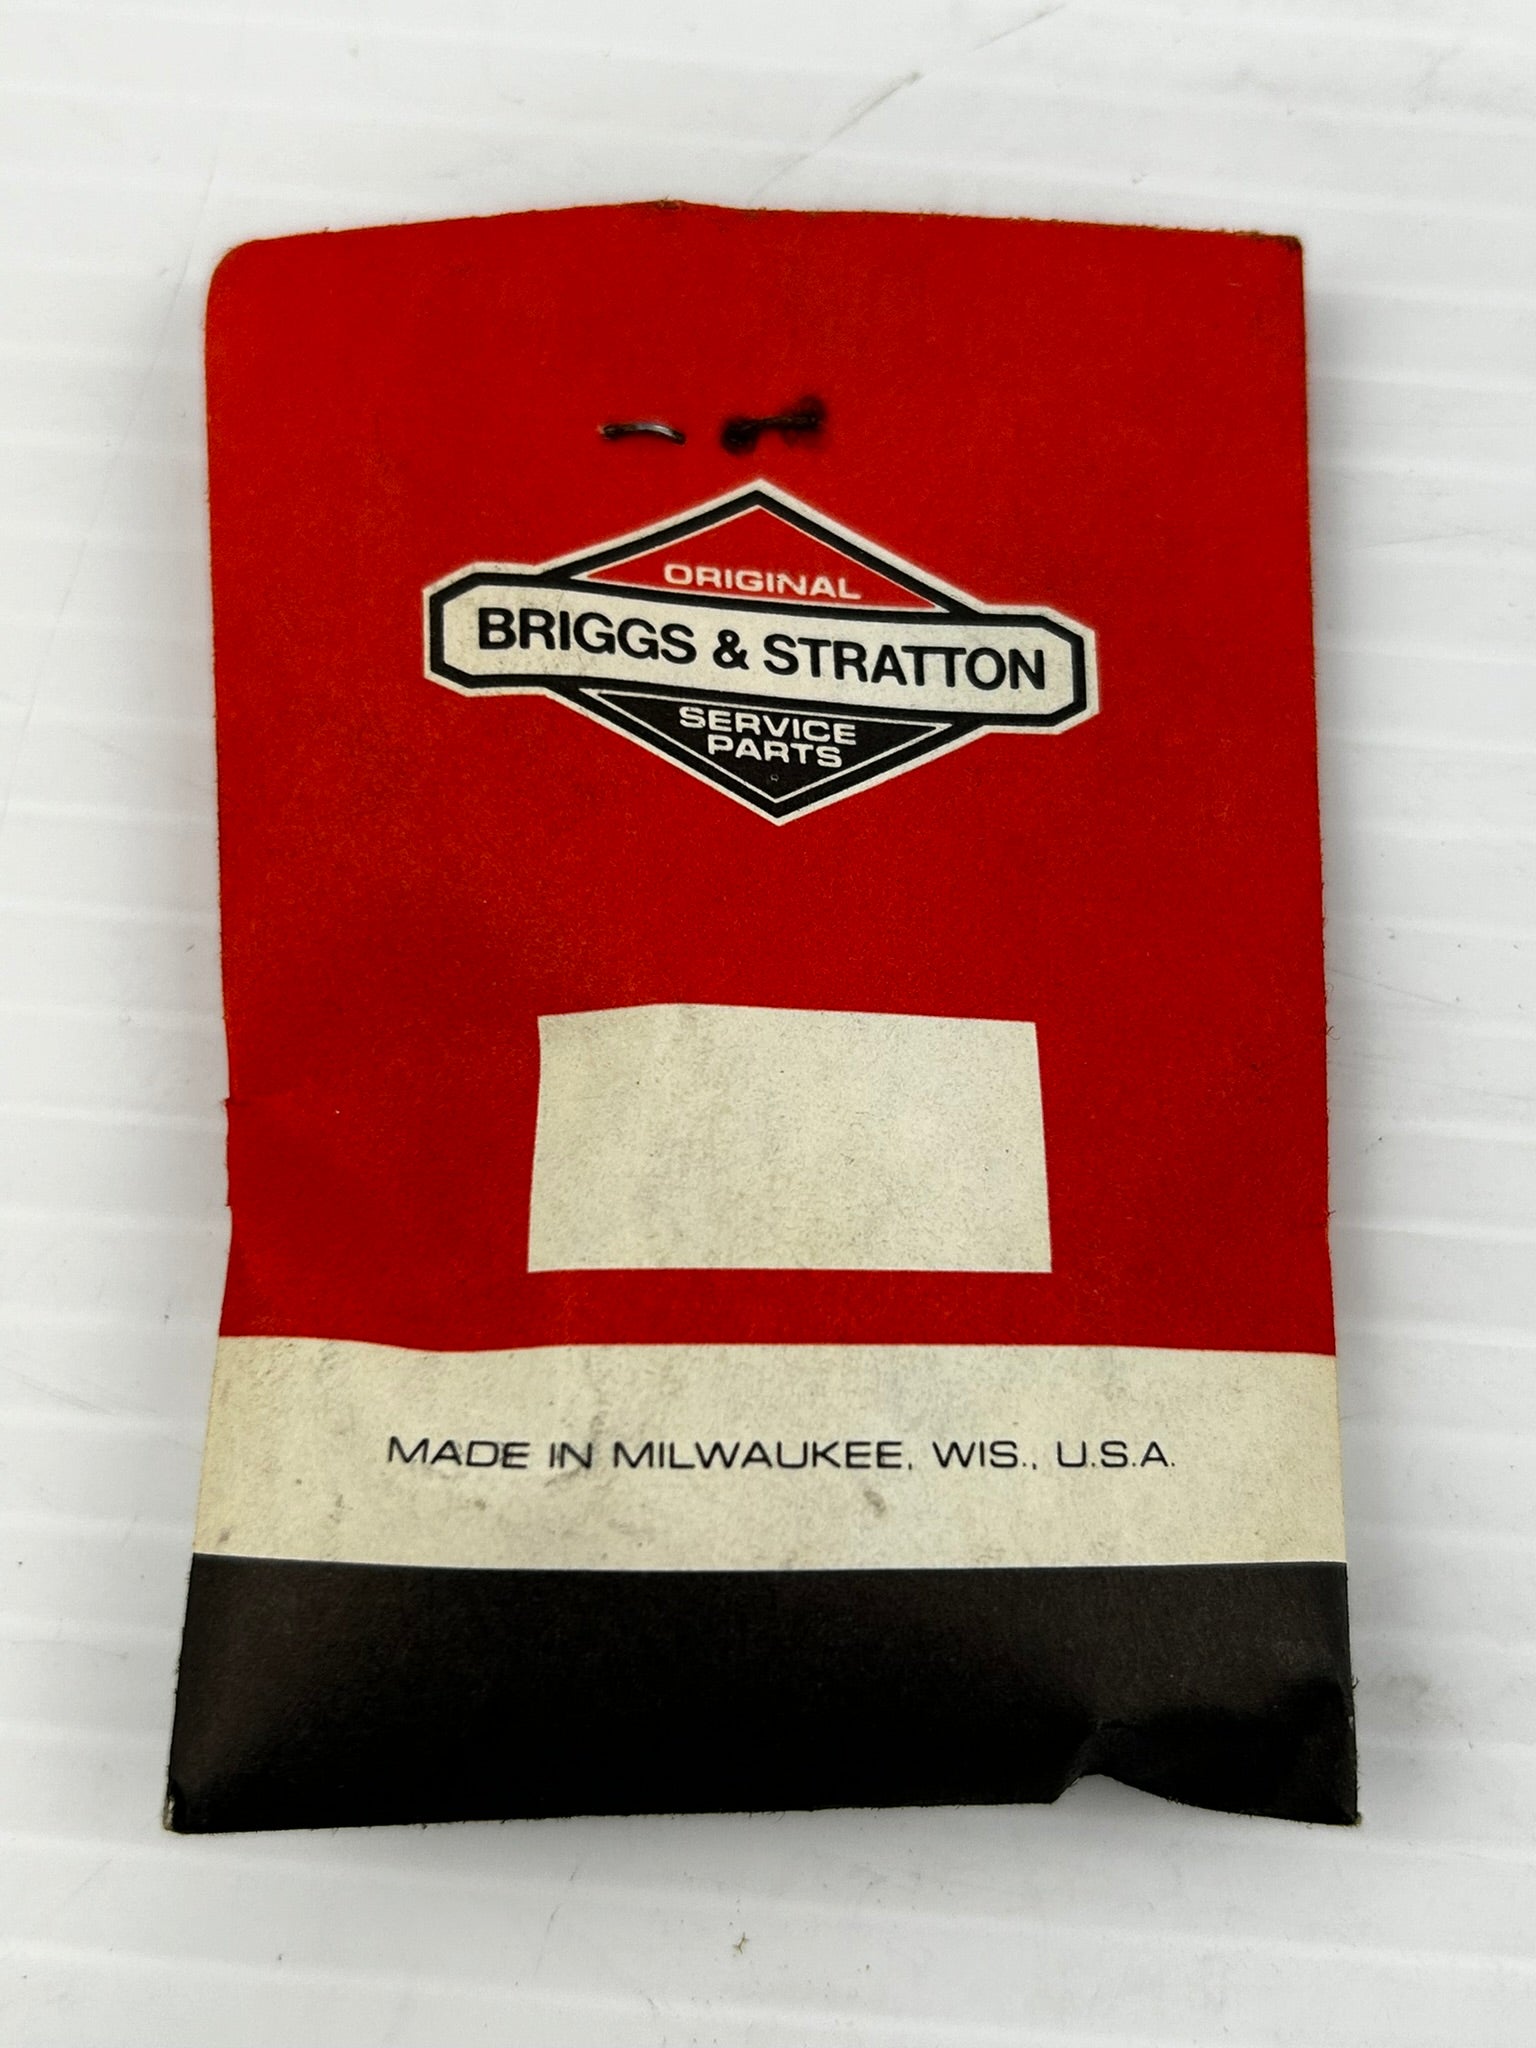 ORIGINAL
BRIGGS & STRATTON
SERVICE
PARTS
MADE IN MILWAUKEE, WIS., U.S.A.